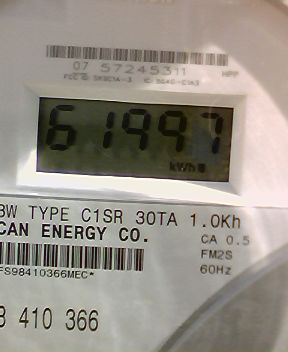 07 57245311
61997
kWh
3W TYPE C1SR 30TA 1.0Kh
CAN ENERGY CO.
CA 0.5
FM2S
60Hz
FS98410366MEC*
410 366